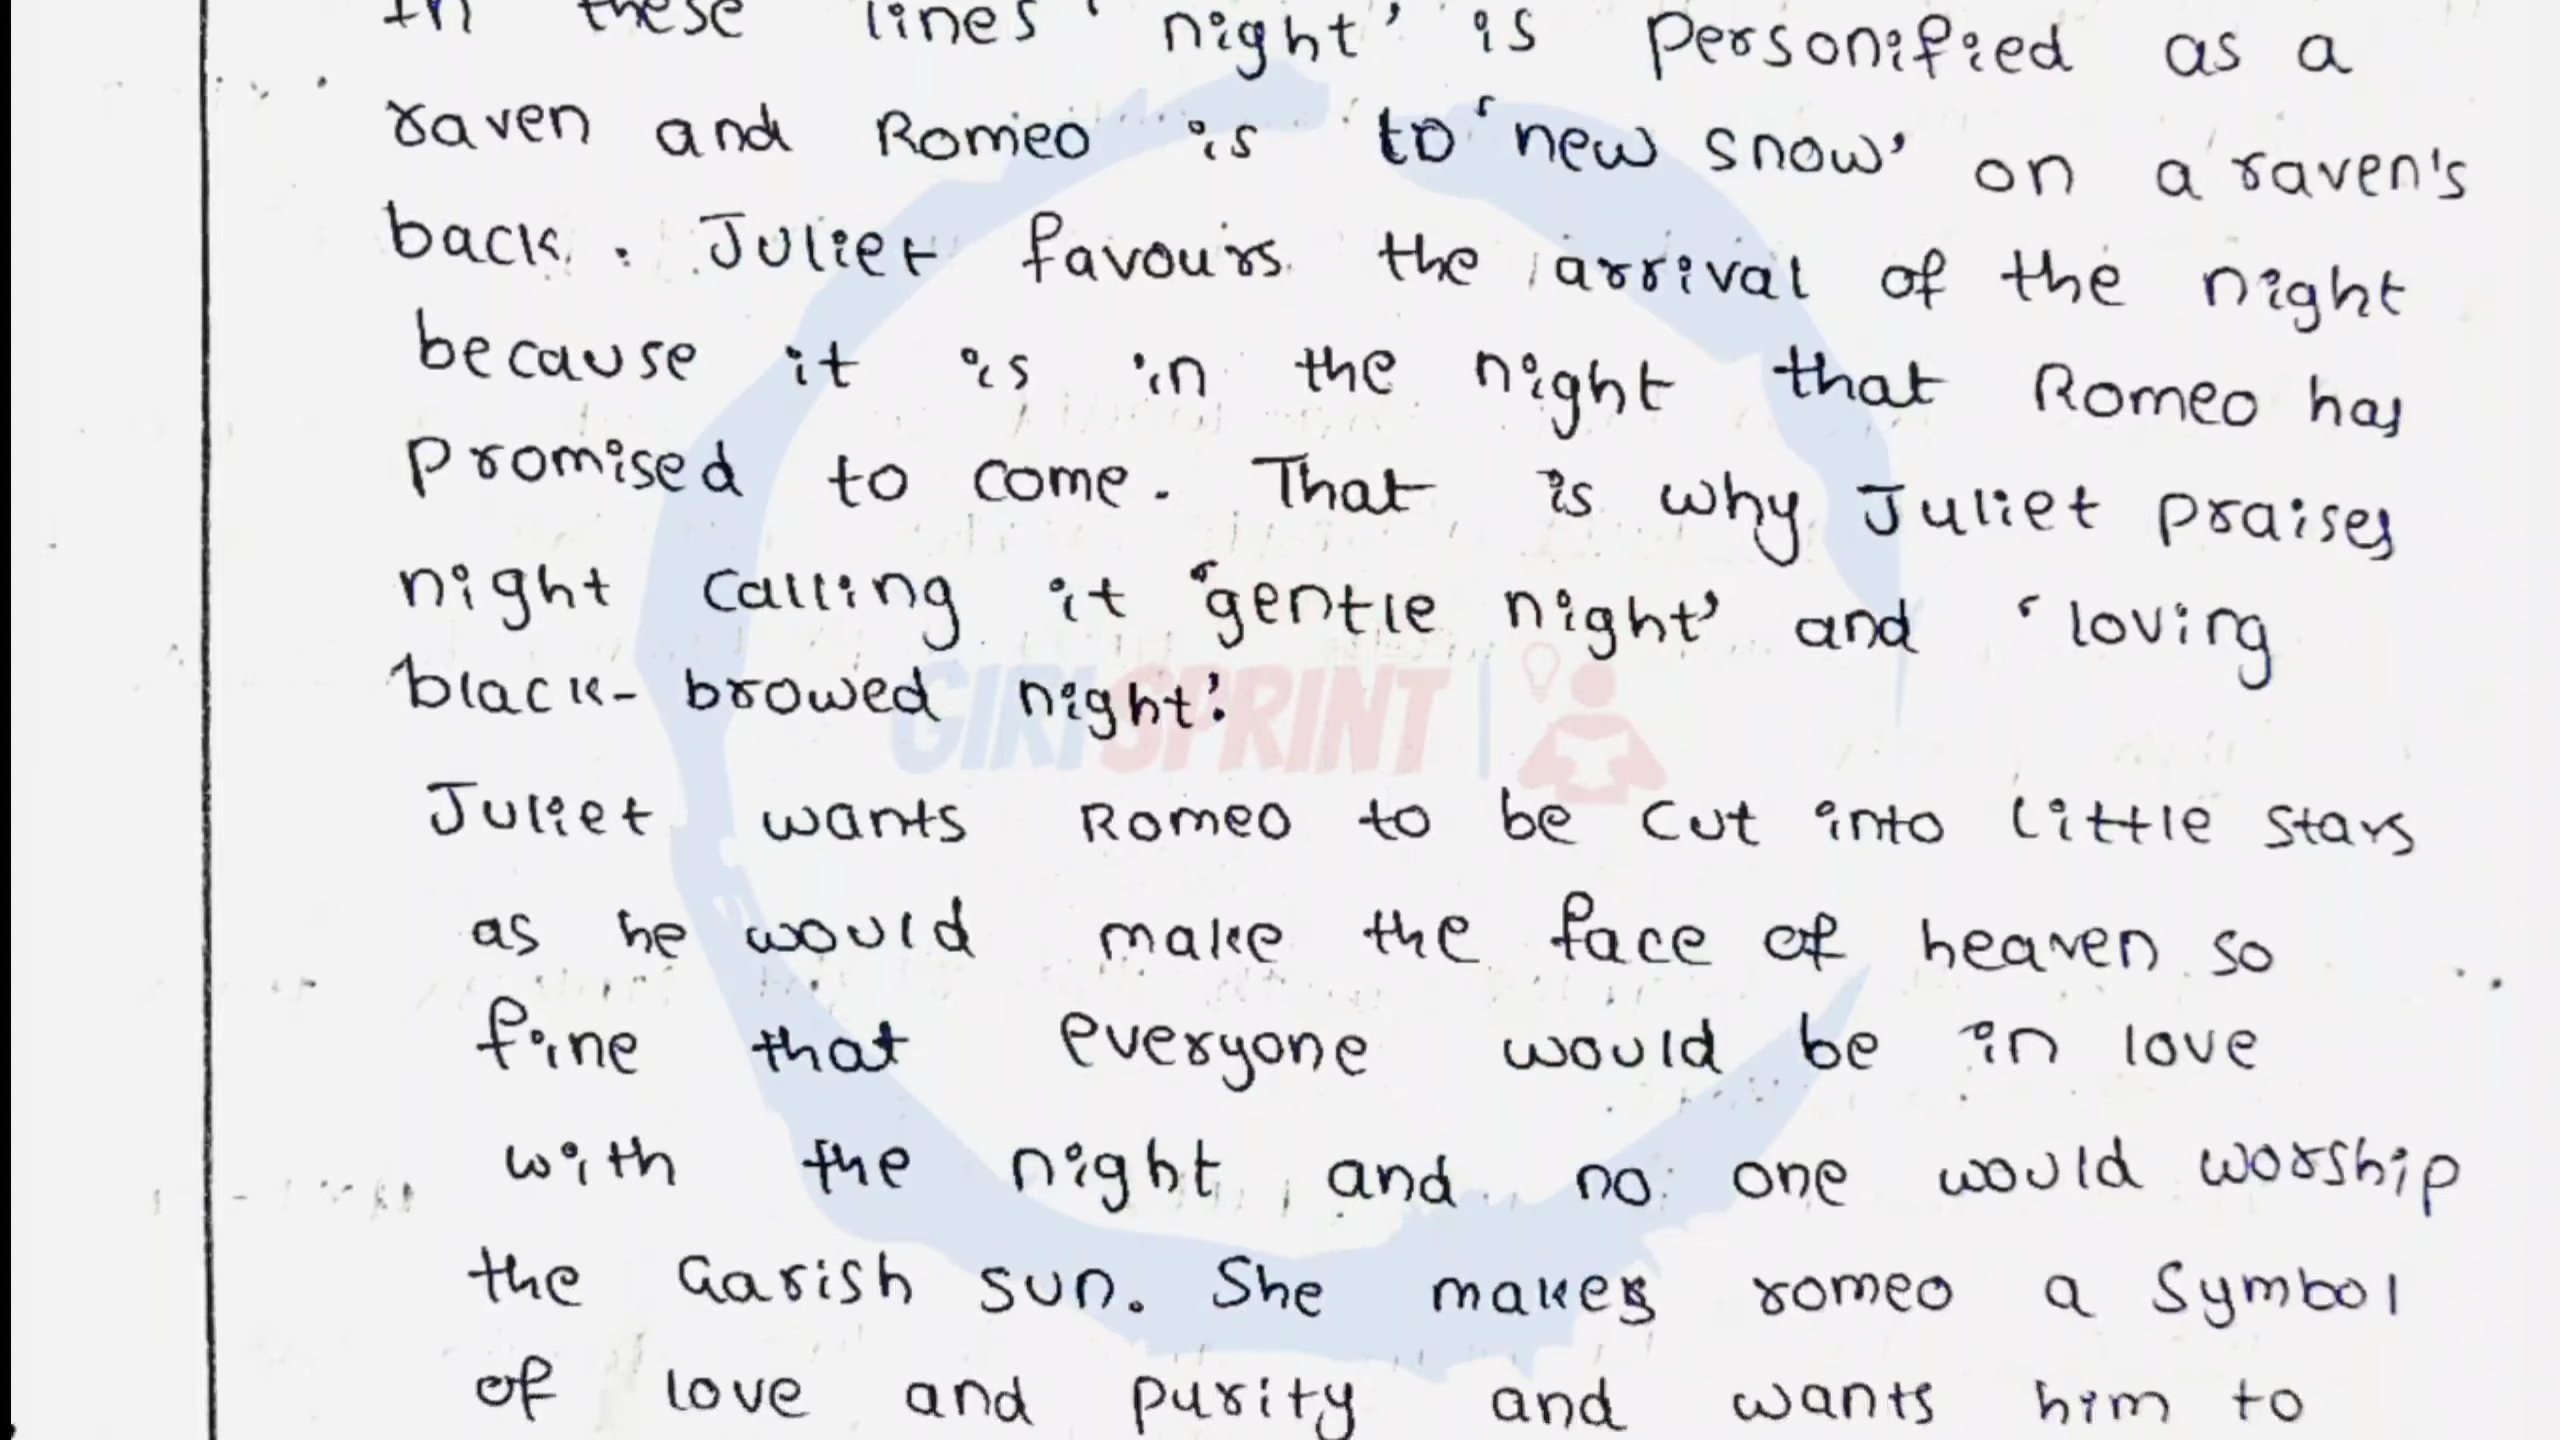 In these lines 'night' is personified as a
raven and Romeo is to 'new snow' on a raven's
back. Juliet favours the arrival of the night
because it is in the night that Romeo has
promised to come. That is why Juliet praises
night calling it 'gentle night' and 'loving
black-browed night'.
GIRISPRINT
Juliet wants Romeo to be cut into little stars
as he would make the face of heaven so
fine that everyone would be in love
with the night and no one would worship
the Garish sun. She makes romeo a symbol
of love and purity and wants him to